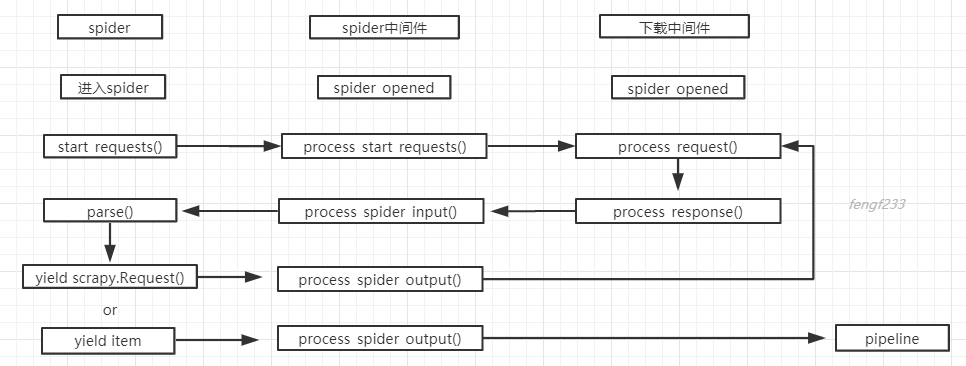 spider
spider中间件
下载中间件
进入spider
spider opened
spider opened
start requests()
process start requests()
process request()
parse()
process spider input()
process response()
fengf233
yield scrapy.Request()
process spider output()
or
yield item
process spider output()
pipeline